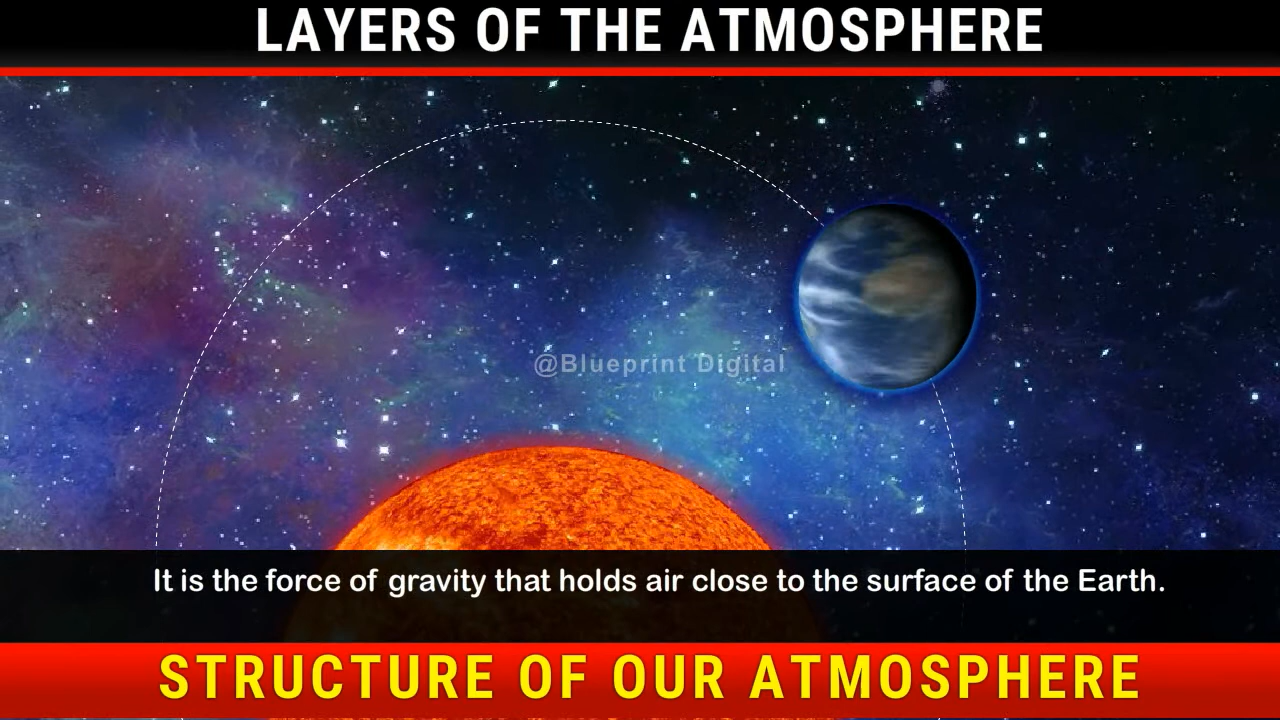 LAYERS OF THE ATMOSPHERE
@Blueprint Digital
It is the force of gravity that holds air close to the surface of the Earth.
STRUCTURE OF OUR ATMOSPHERE